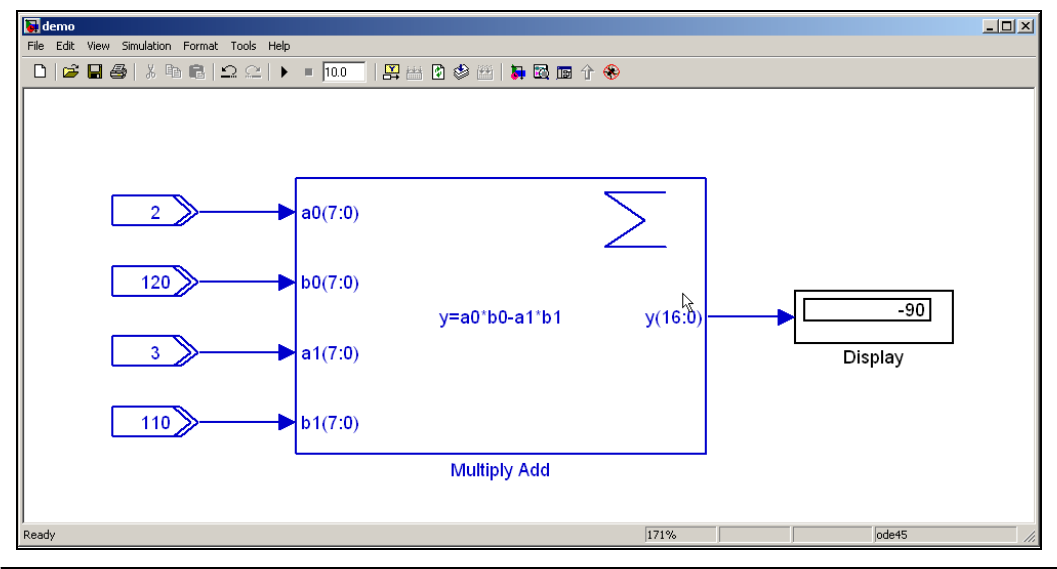 demo
File Edit View Simulation Format Tools Help
10.0
2
a0(7:0)
120
b0(7:0)
y=a0*b0-a1*b1
y(16:0)
-90
3
a1(7:0)
Display
110
b1(7:0)
Multiply Add
Ready
171%
ode45